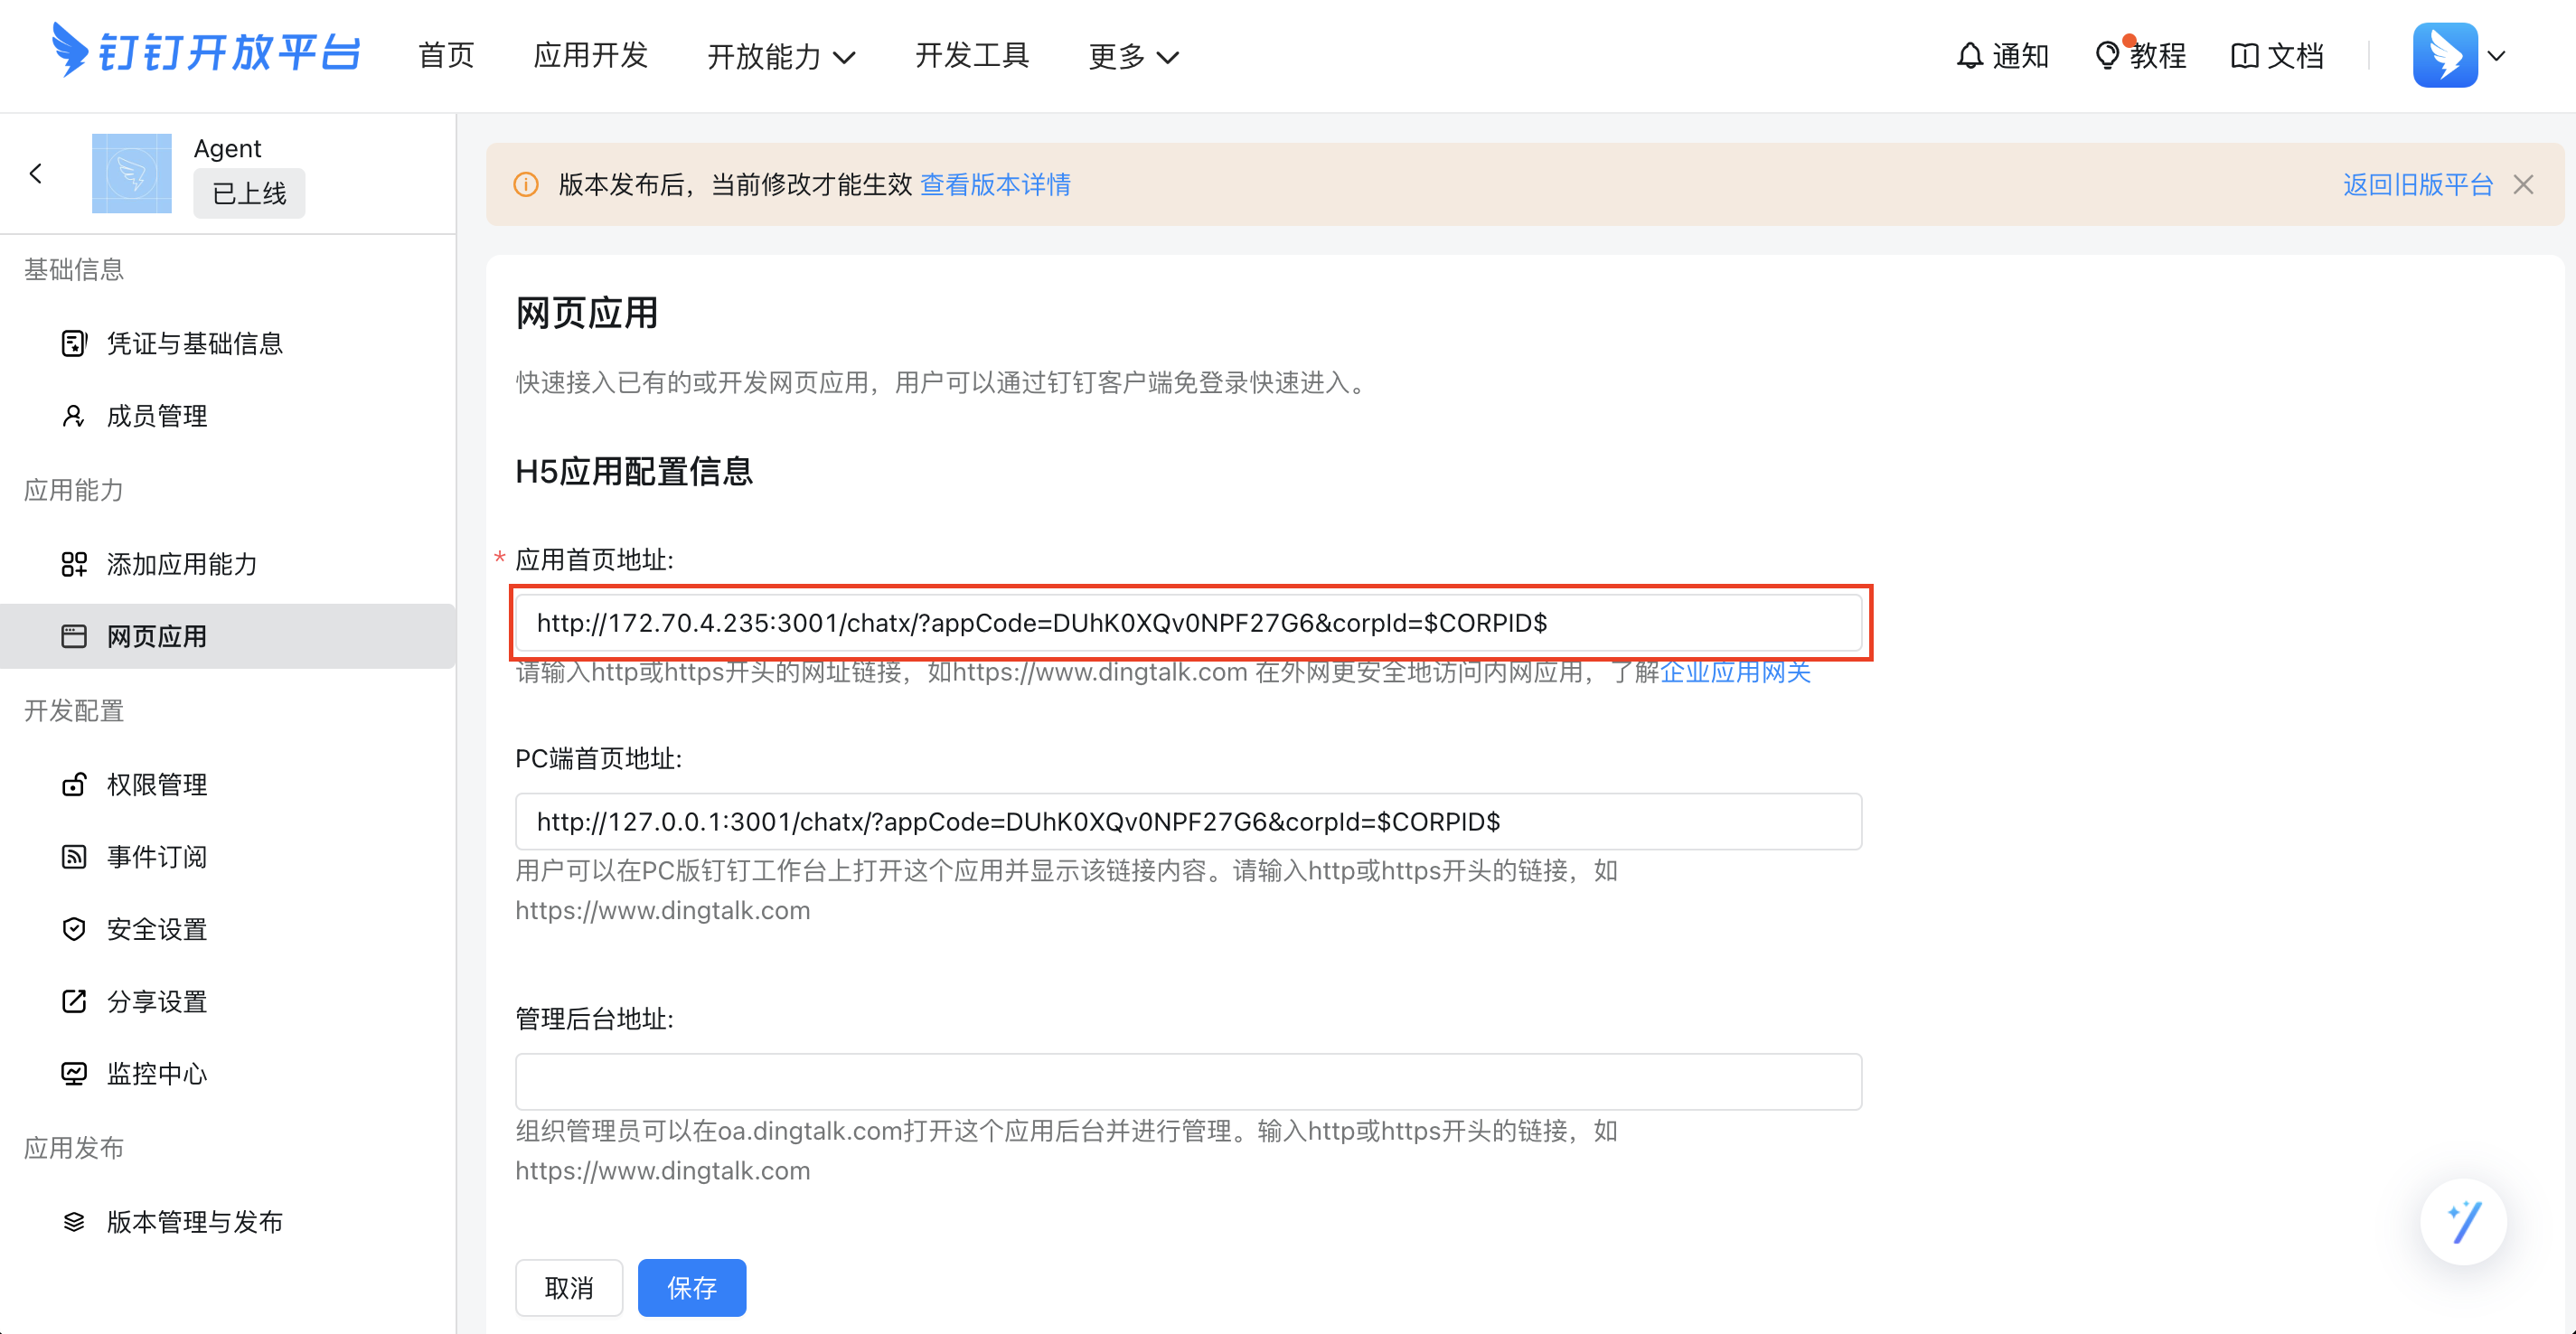 钉钉开放平台
首页
应用开发
开放能力
开发工具
更多
通知
教程
文档
Agent
已上线
基础信息
凭证与基础信息
成员管理
应用能力
添加应用能力
网页应用
开发配置
权限管理
事件订阅
安全设置
分享设置
监控中心
应用发布
版本管理与发布
版本发布后，当前修改才能生效 查看版本详情
返回旧版平台
网页应用
快速接入已有的或开发网页应用，用户可以通过钉钉客户端免登录快速进入。
H5应用配置信息
* 应用首页地址:
http://172.70.4.235:3001/chatx/?appCode=DUhK0XQv0NPF27G6&corpId=$CORPID$
请输入http或https开头的网址链接，如https://www.dingtalk.com 在外网更安全地访问内网应用，了解企业应用网关
PC端首页地址:
http://127.0.0.1:3001/chatx/?appCode=DUhK0XQv0NPF27G6&corpId=$CORPID$
用户可以在PC版钉钉工作台上打开这个应用并显示该链接内容。请输入http或https开头的链接，如
https://www.dingtalk.com
管理后台地址:
组织管理员可以在oa.dingtalk.com打开这个应用后台并进行管理。输入http或https开头的链接，如
https://www.dingtalk.com
取消
保存